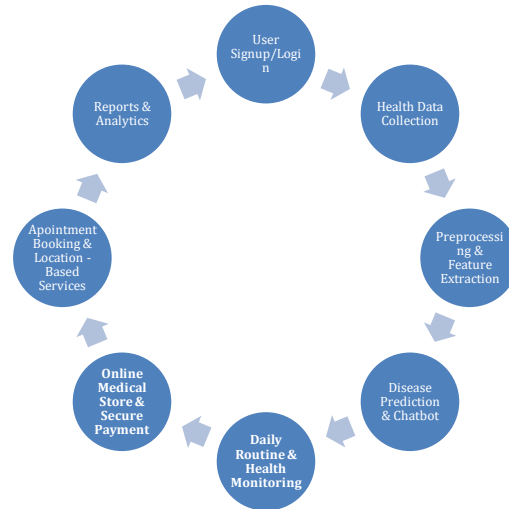 User
Signup/Logi
n
Health Data
Collection
Preprocessi
ng &
Feature
Extraction
Disease
Prediction
& Chatbot
Daily
Routine &
Health
Monitoring
Online
Medical
Store &
Secure
Payment
Apointment
Booking &
Location -
Based
Services
Reports &
Analytics